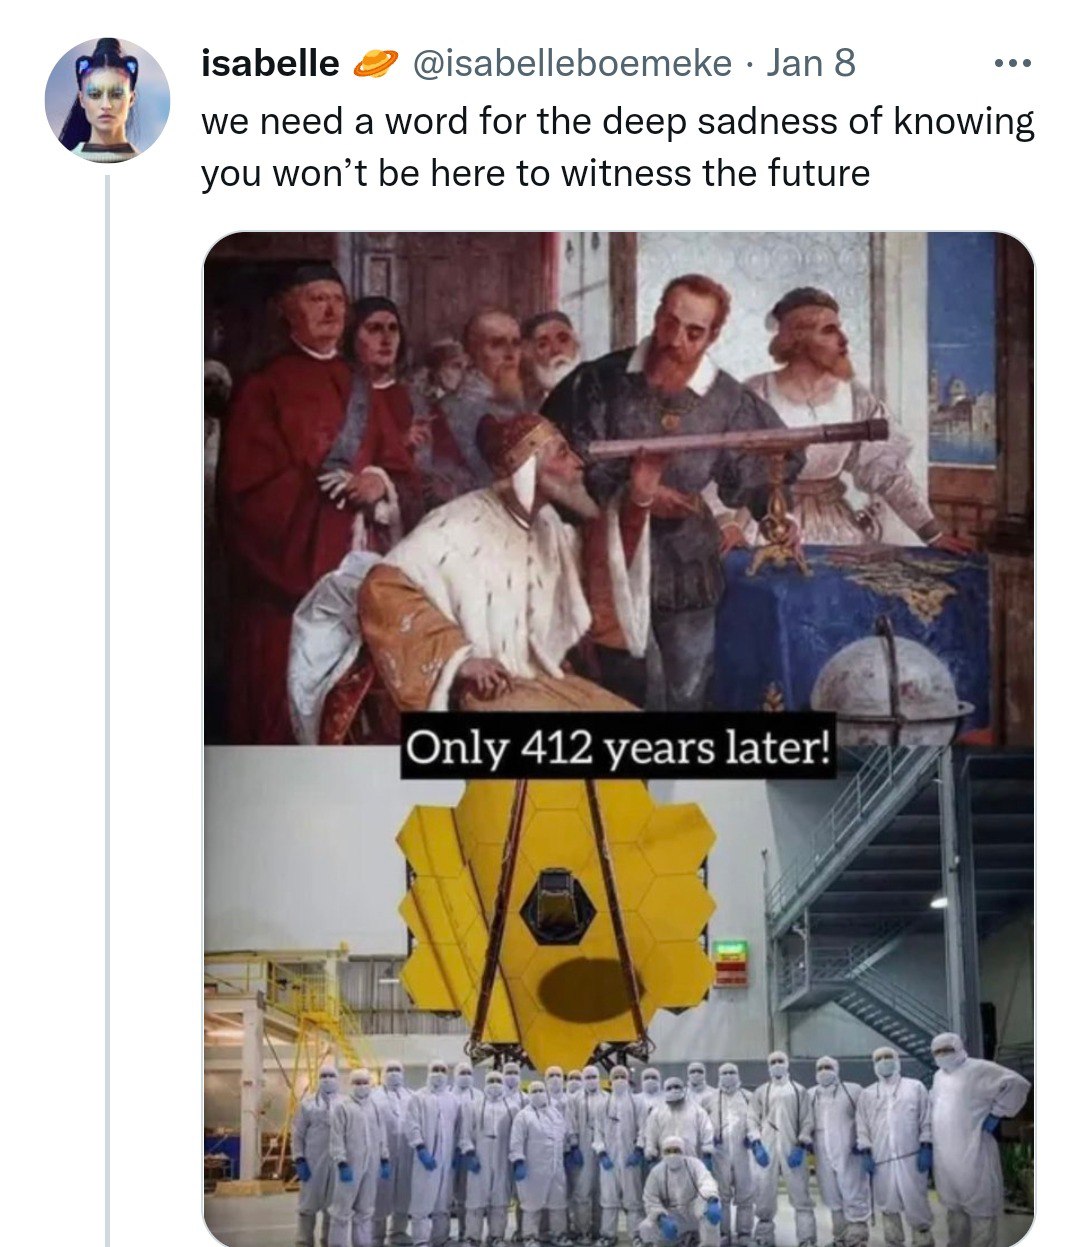 isabelle 🪐 @isabelleboemeke · Jan 8
we need a word for the deep sadness of knowing
you won’t be here to witness the future
Only 412 years later!